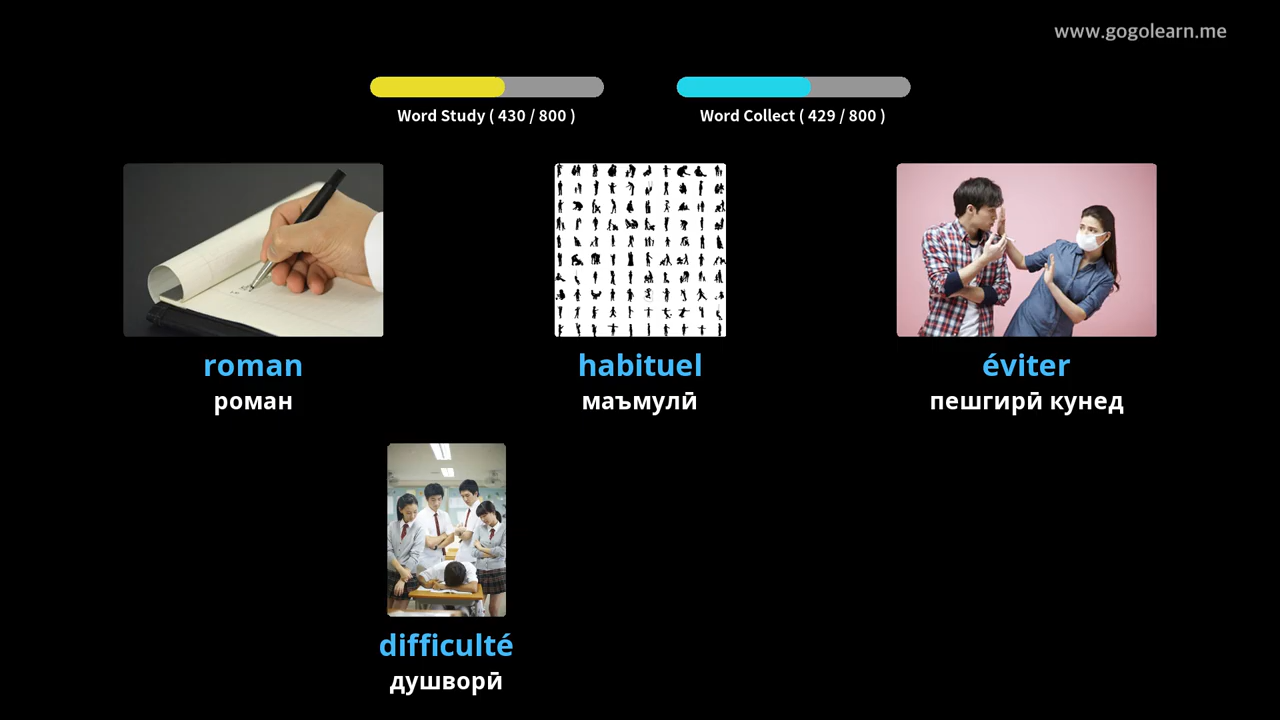 www.gogolearn.me
Word Study ( 430 / 800 )
Word Collect ( 429 / 800 )
roman
роман
habituel
маъмулӣ
éviter
пешгирӣ кунед
difficulté
душворӣ